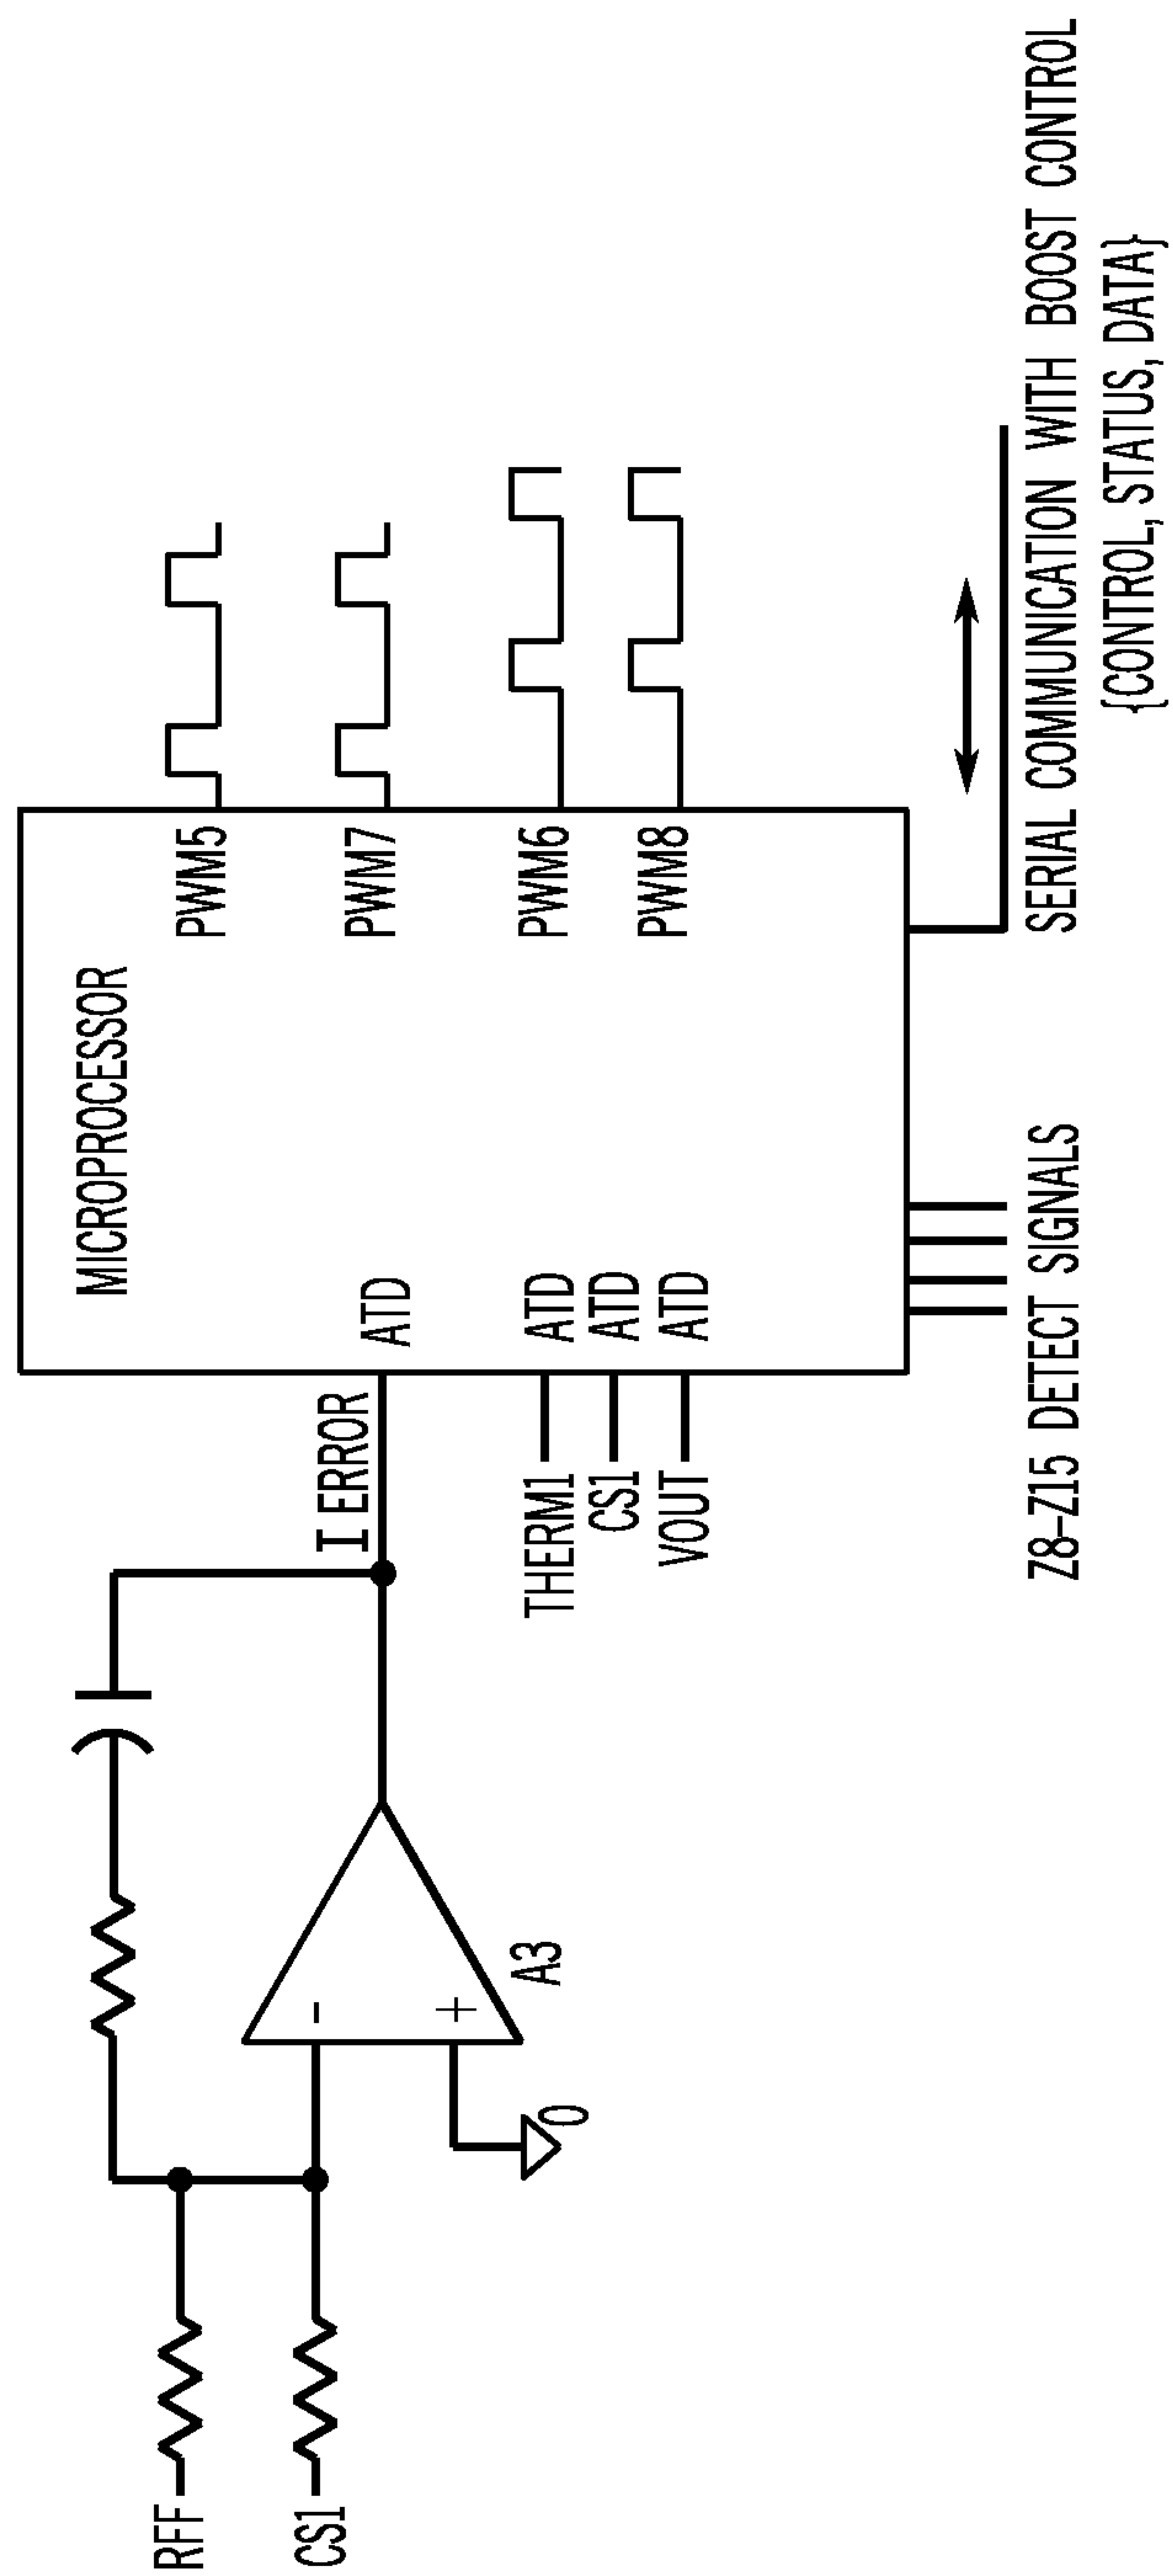 MICROPROCESSOR
RFF
CS1
-
+
A3
0
I ERROR
ATD
THERM1 ATD
CS1 ATD
VOUT ATD
PWM5
PWM7
PWM6
PWM8
Z8-Z15 DETECT SIGNALS
SERIAL COMMUNICATION WITH BOOST CONTROL
{CONTROL, STATUS, DATA}